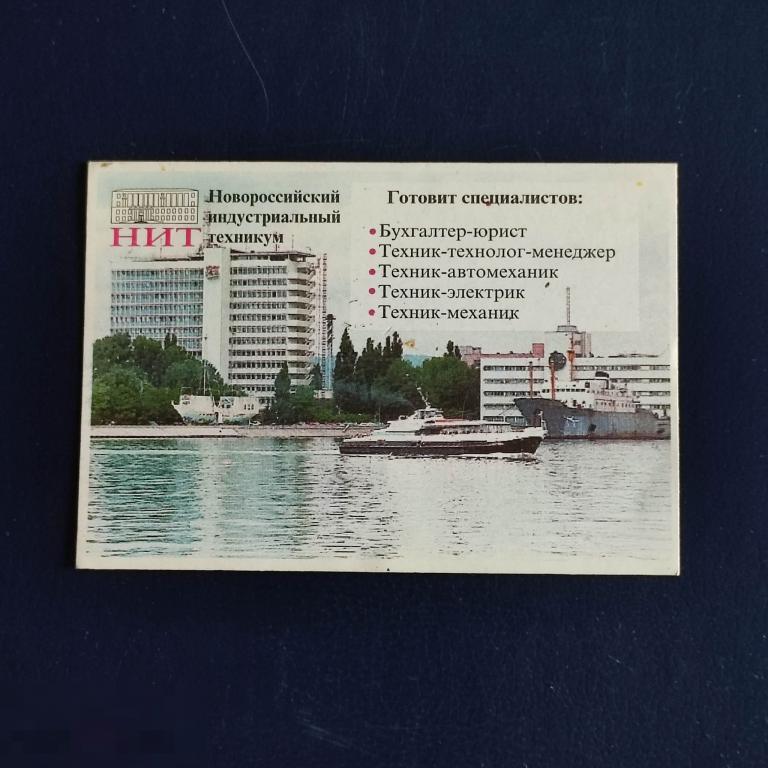 Новороссийский
индустриальный
техникум
НИТ
Готовит специалистов:
• Бухгалтер-юрист
• Техник-технолог-менеджер
• Техник-автомеханик
• Техник-электрик
• Техник-механик